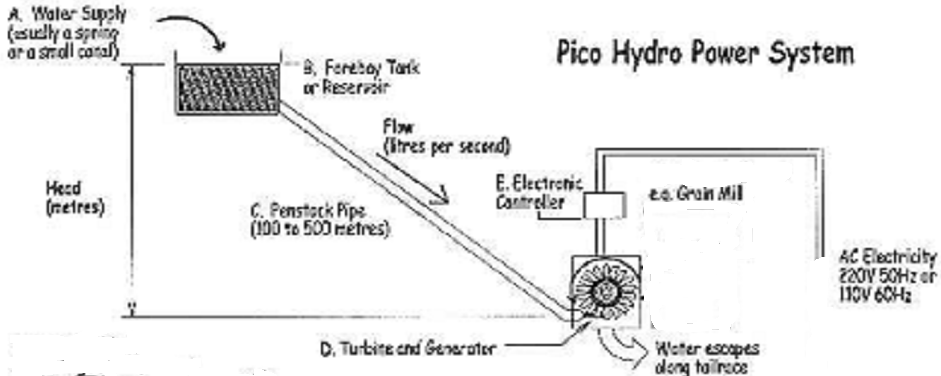 A. Water Supply
(usually a spring
or a small canal)
Pico Hydro Power System
B. Forebay Tank
or Reservoir
Flow
(litres per second)
Head
(metres)
C. Penstock Pipe
(100 to 500 metres)
E. Electronic
Controller
e.g. Grain Mill
AC Electricity
220V 50Hz or
110V 60Hz
D. Turbine and Generator
Water escapes
along tailrace